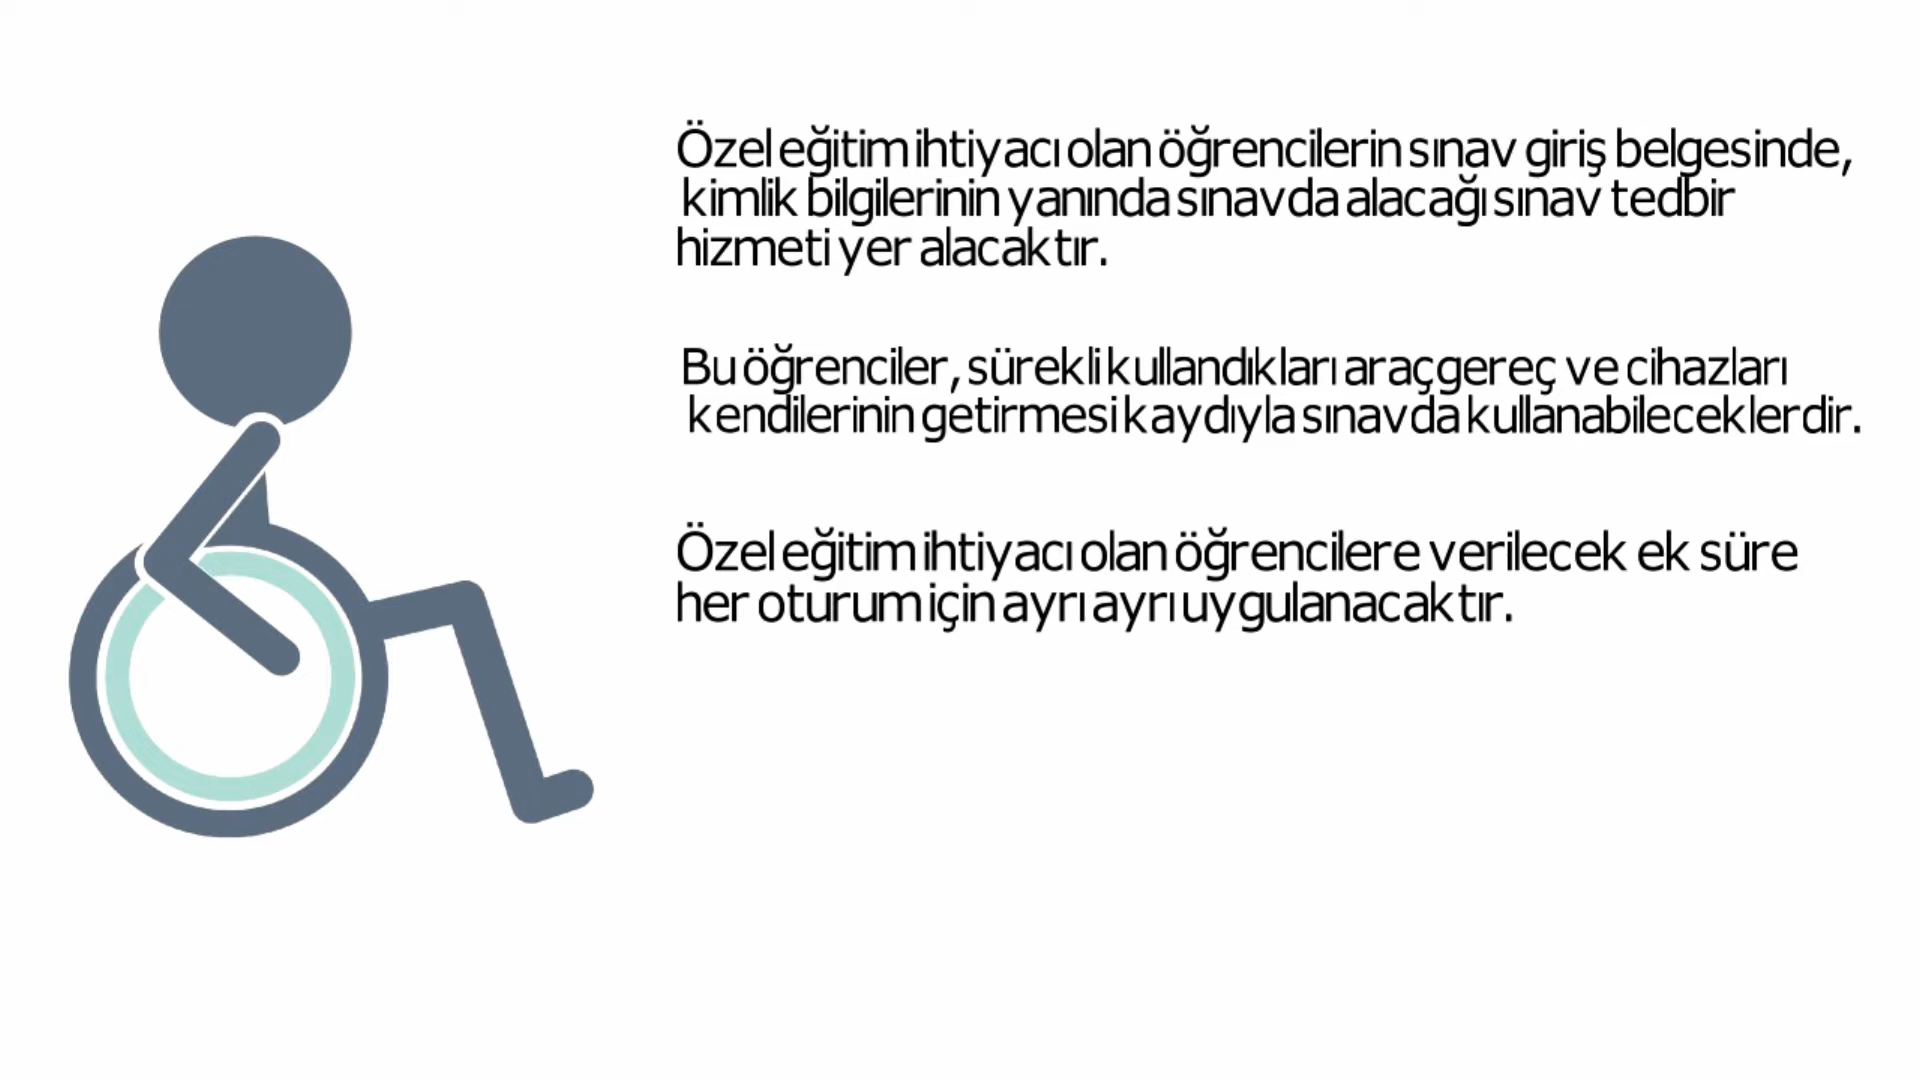 Özel eğitim ihtiyacı olan öğrencilerin sınav giriş belgesinde,
kimlik bilgilerinin yanında sınavda alacağı sınav tedbir
hizmeti yer alacaktır.
Bu öğrenciler, sürekli kullandıkları araç gereç ve cihazları
kendilerinin getirmesi kaydıyla sınavda kullanabileceklerdir.
Özel eğitim ihtiyacı olan öğrencilere verilecek ek süre
her oturum için ayrı ayrı uygulanacaktır.